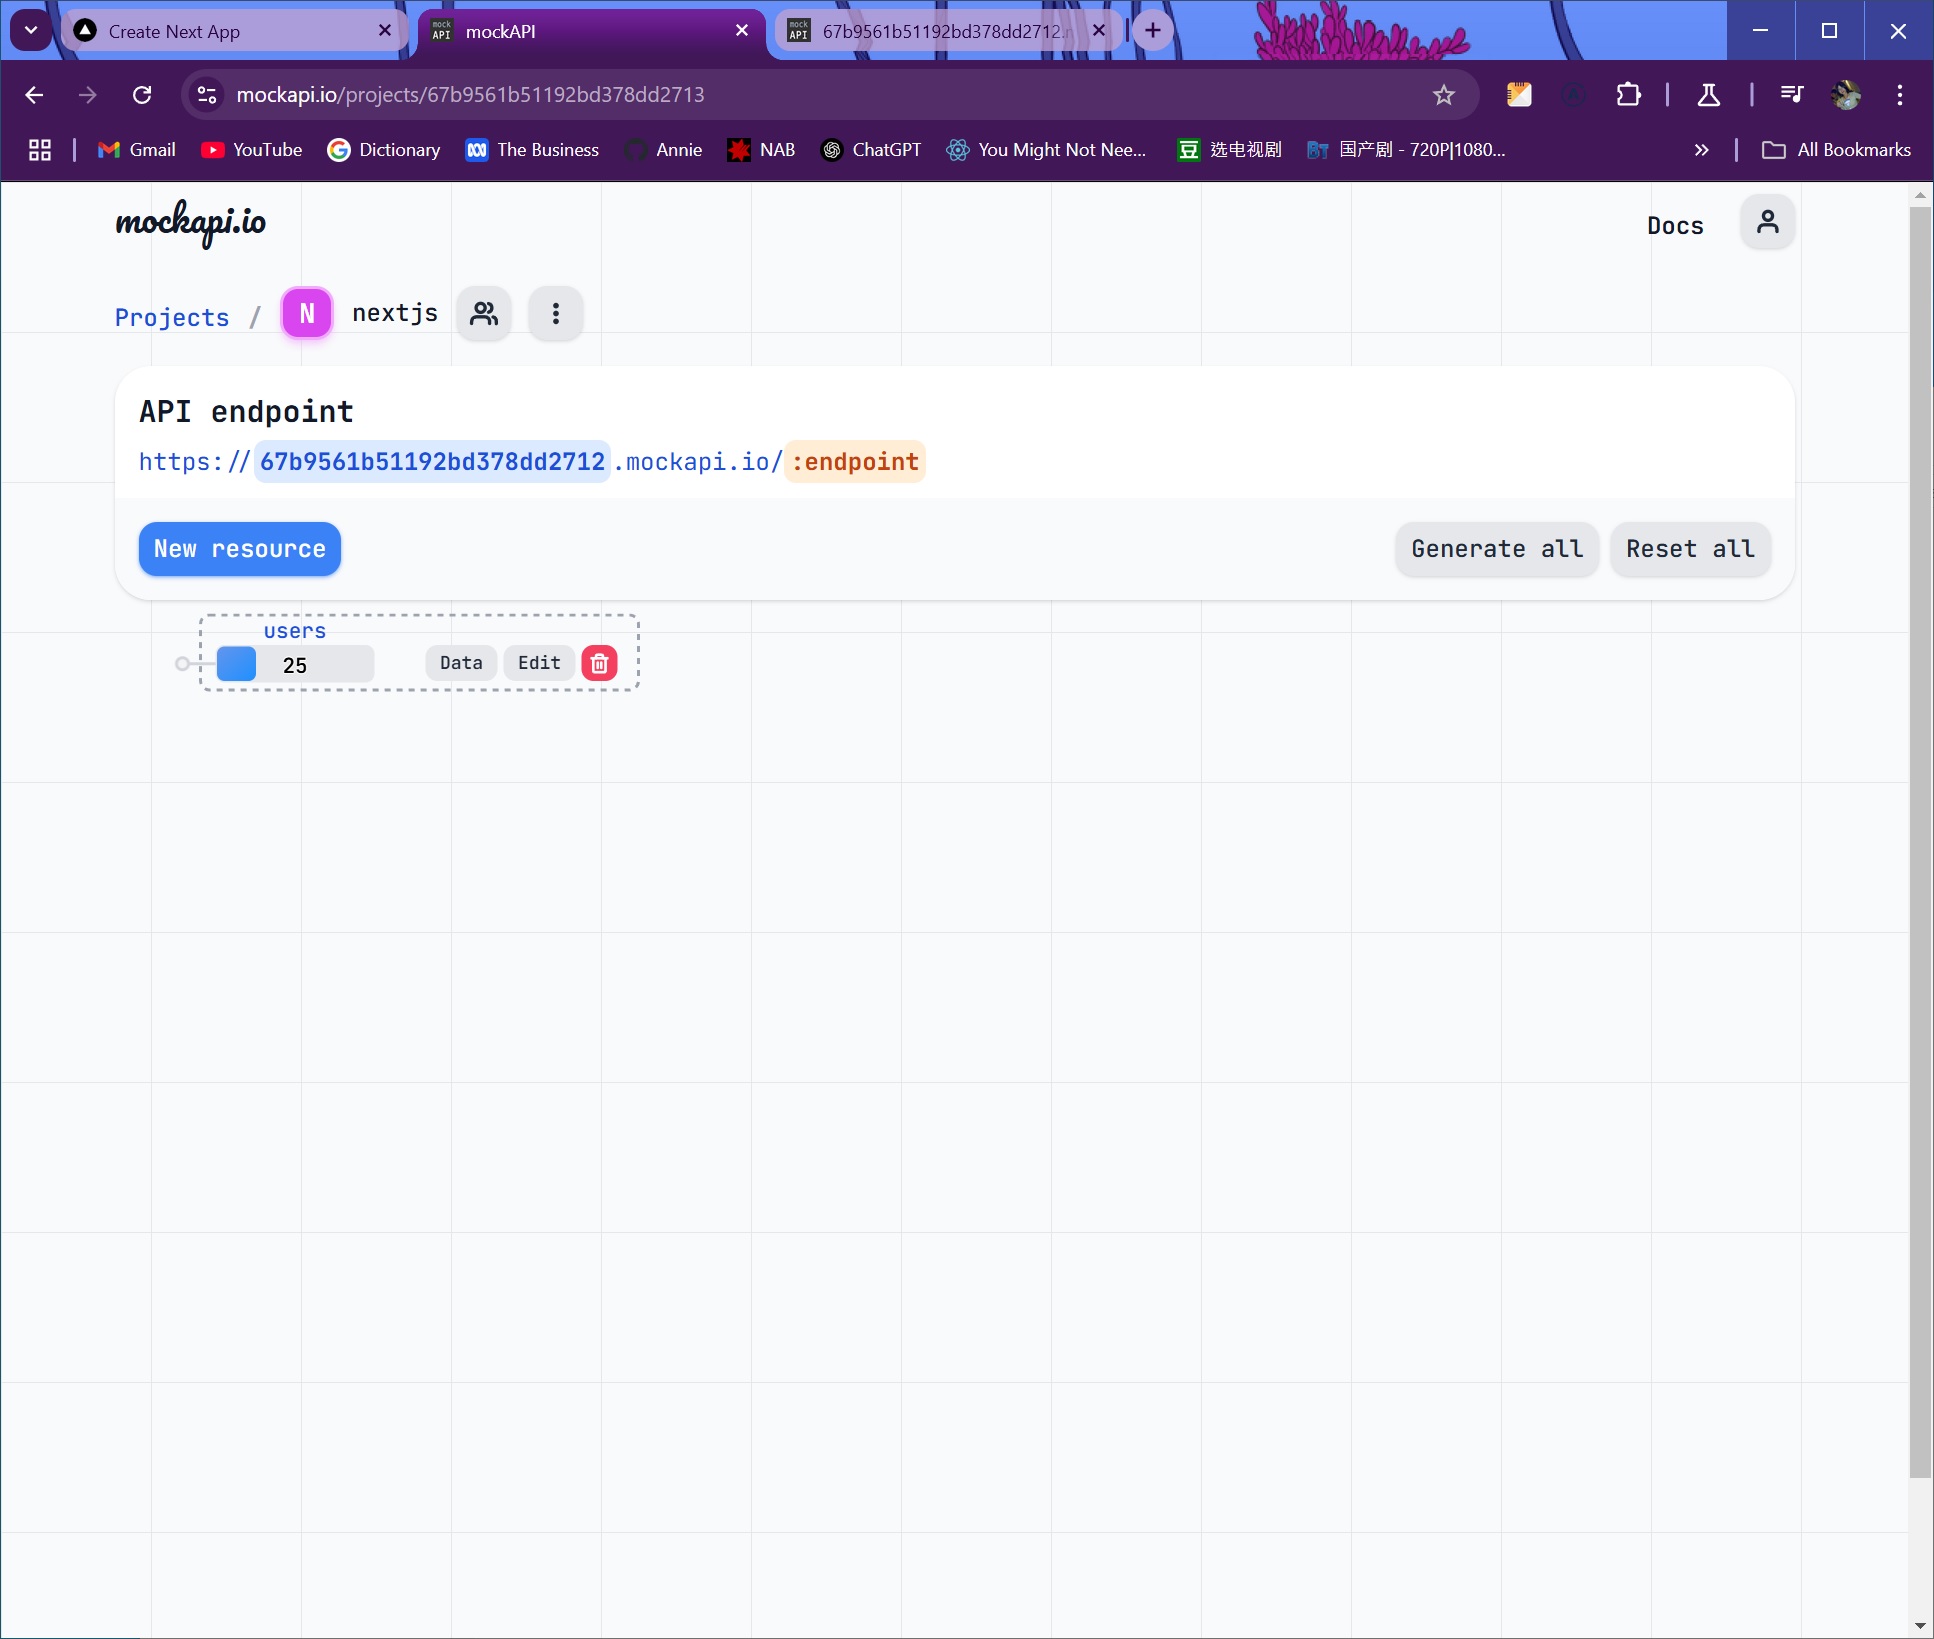 Create Next App
mockAPI
67b9561b51192bd378dd2712.
mockapi.io/projects/67b9561b51192bd378dd2713
Gmail
YouTube
Dictionary
The Business
Annie
NAB
ChatGPT
You Might Not Nee...
选电视剧
国产剧 - 720P|1080...
All Bookmarks
mockapi.io
Docs
Projects / N nextjs
API endpoint
https://67b9561b51192bd378dd2712.mockapi.io/:endpoint
New resource
Generate all
Reset all
users
25
Data
Edit